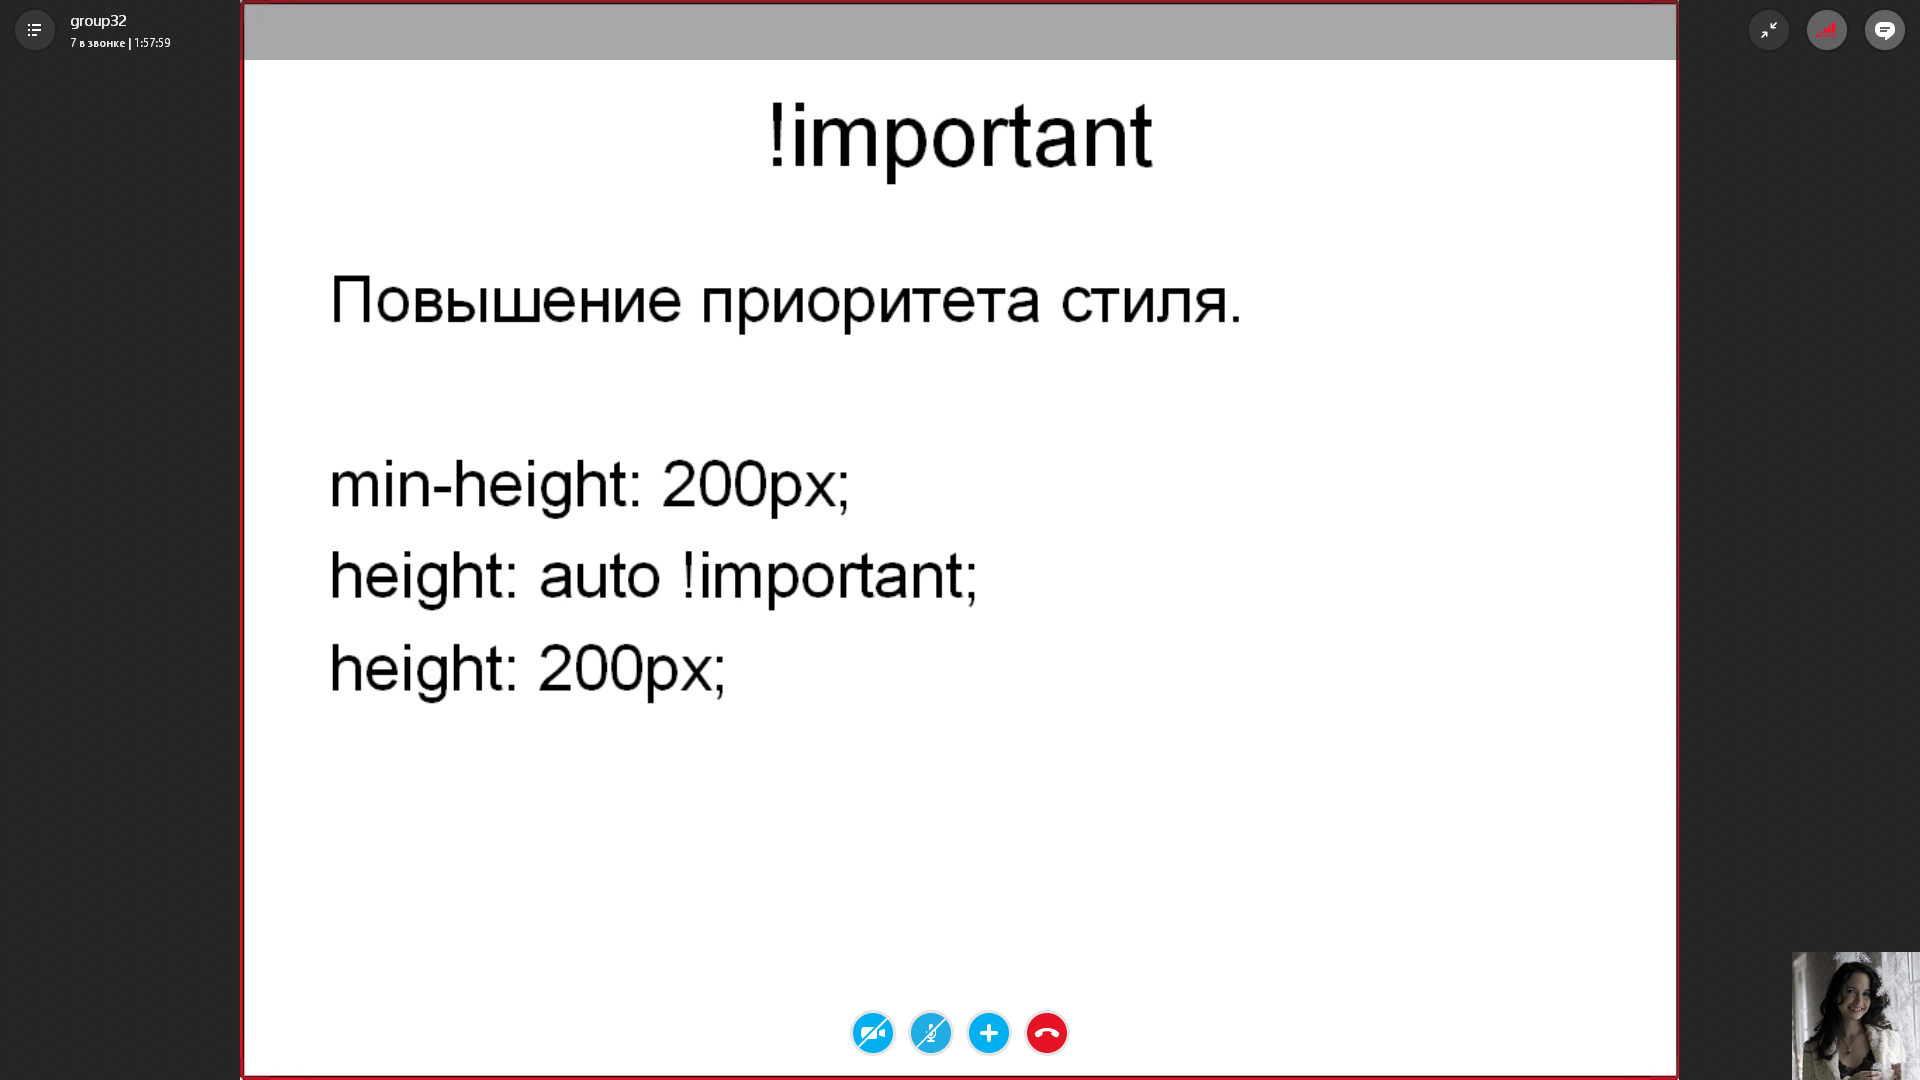 group32
7 в звонке | 1:57:59
!important
Повышение приоритета стиля.
min-height: 200px;
height: auto !important;
height: 200px;